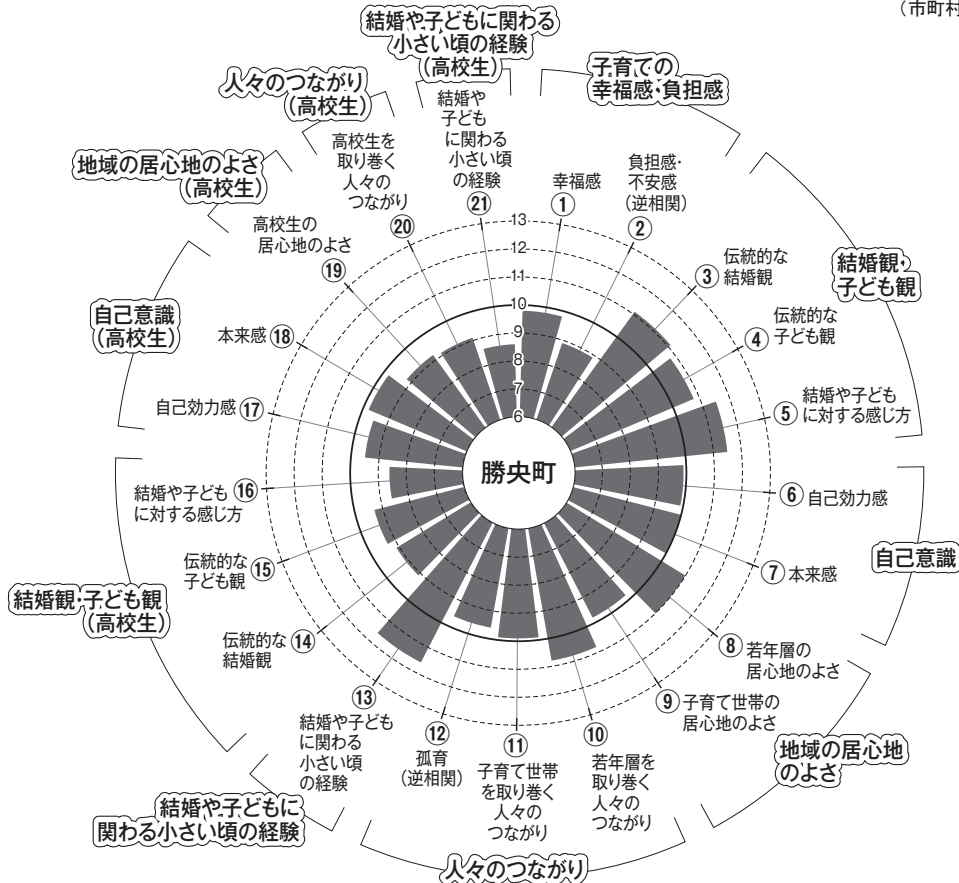 （市町村
結婚や子どもに関わる
小さい頃の経験
(高校生)
子育ての
幸福感・負担感
結婚観・
子ども観
自己意識
地域の居心地
のよさ
人々のつながり
結婚や子どもに
関わる小さい頃の経験
結婚観・子ども観
(高校生)
自己意識
(高校生)
地域の居心地のよさ
(高校生)
人々のつながり
(高校生)
幸福感
①
負担感・
不安感
(逆相関)
②
③ 伝統的な
結婚観
④ 伝統的な
子ども観
⑤ 結婚や子ども
に対する感じ方
⑥ 自己効力感
⑦ 本来感
⑧ 若年層の
居心地のよさ
⑨ 子育て世帯の
居心地のよさ
⑩
若年層を
取り巻く
人々の
つながり
⑪
子育て世帯
を取り巻く
人々の
つながり
⑫
孤育
(逆相関)
⑬
結婚や子ども
に関わる
小さい頃
の経験
伝統的な ⑭
結婚観
伝統的な ⑮
子ども観
結婚や子ども ⑯
に対する感じ方
自己効力感 ⑰
本来感 ⑱
高校生の
居心地のよさ
⑲
高校生を
取り巻く
人々の
つながり
⑳
結婚や
子ども
に関わる
小さい頃
の経験
㉑
13
12
11
10
9
8
7
6
勝央町